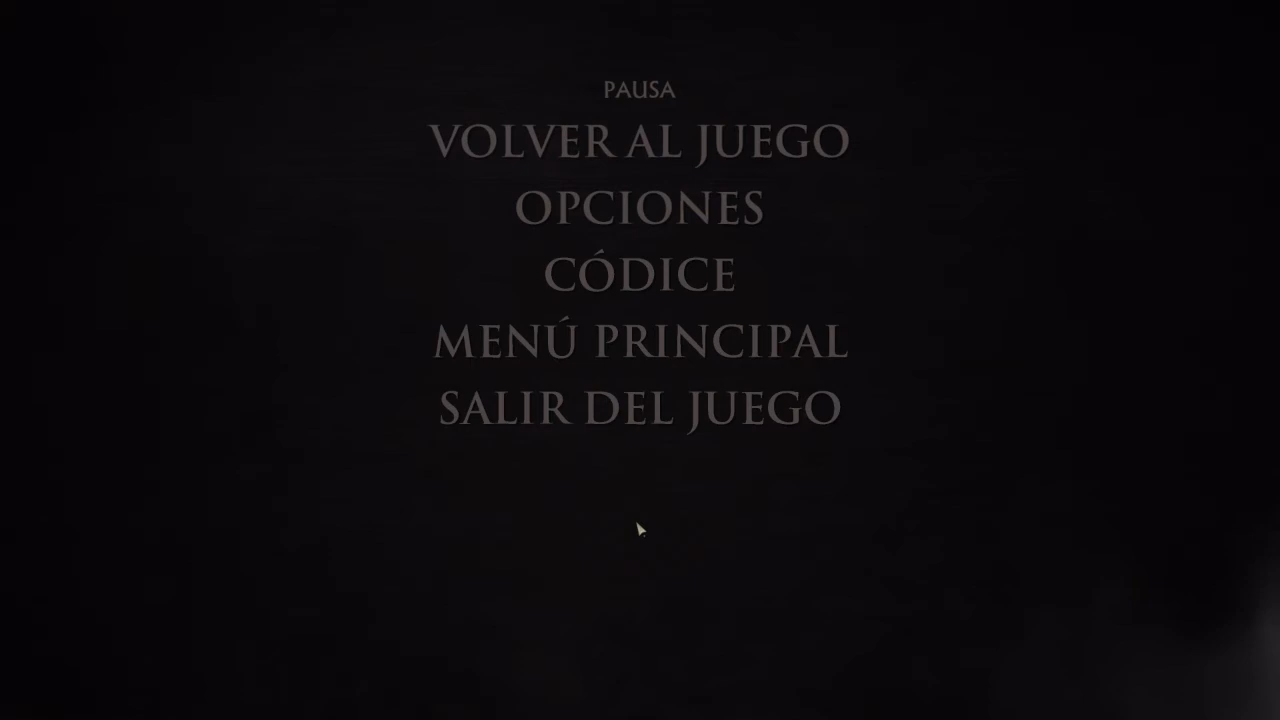 PAUSA
VOLVER AL JUEGO
OPCIONES
CÓDICE
MENÚ PRINCIPAL
SALIR DEL JUEGO